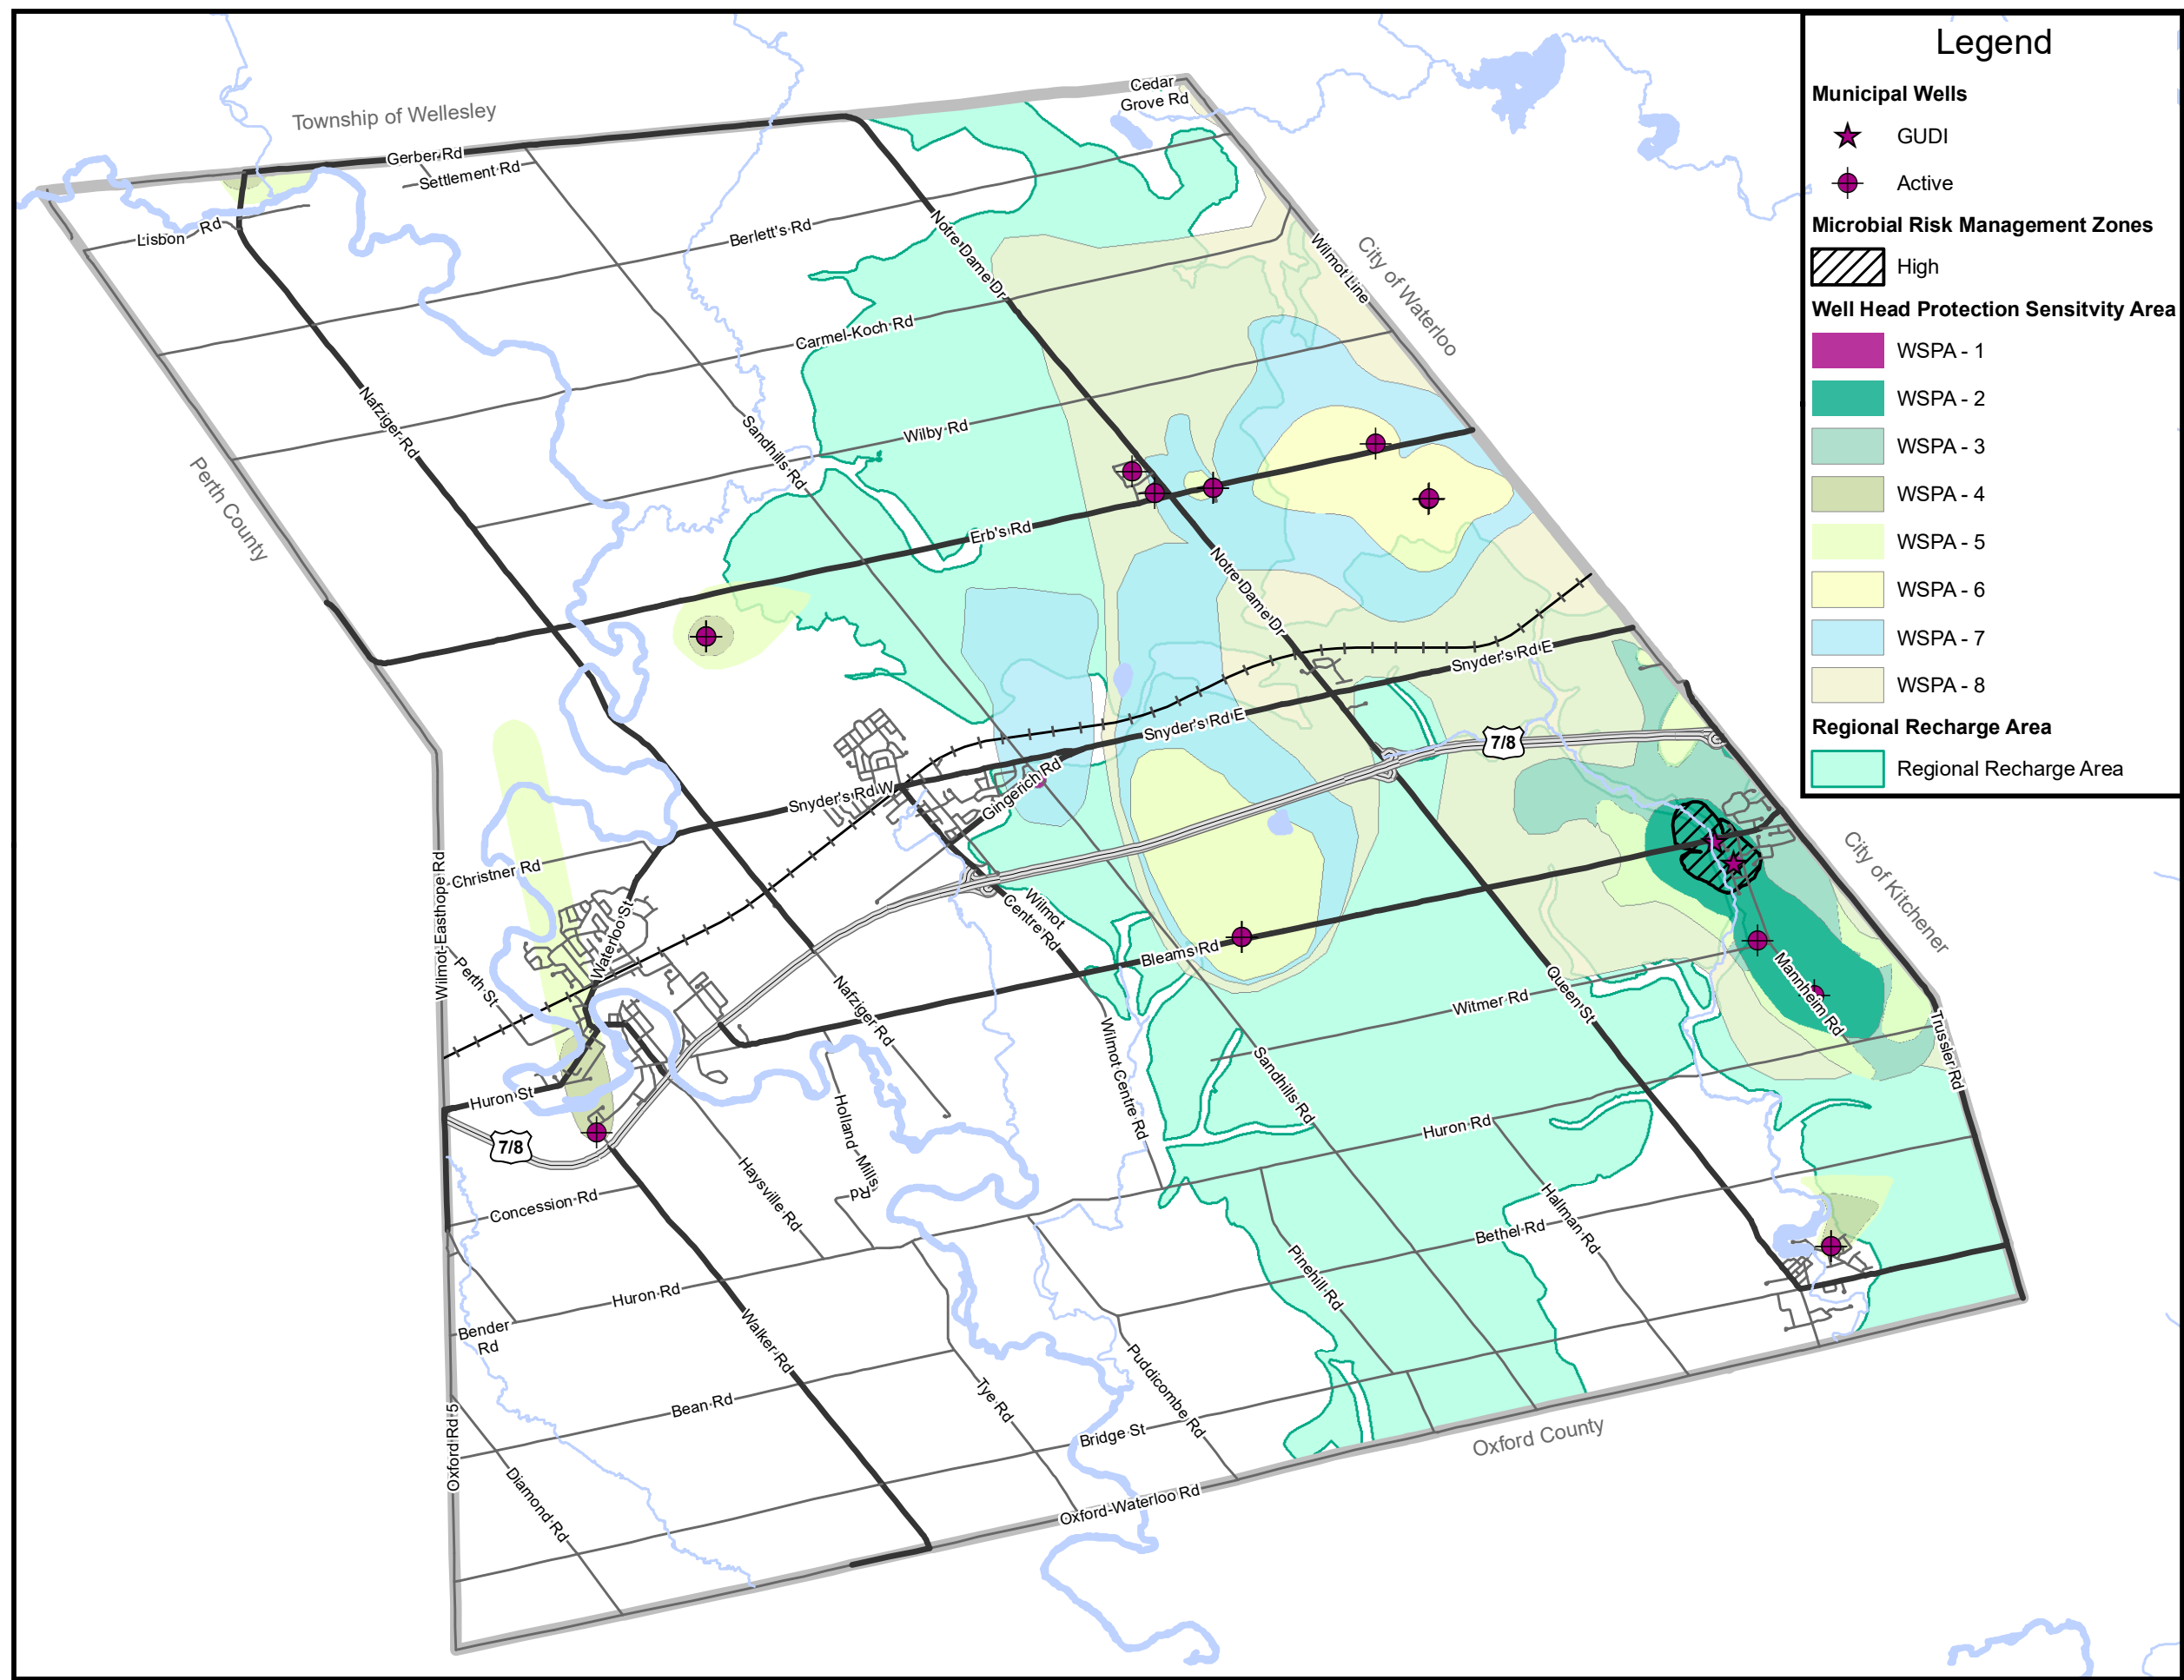 Legend
Municipal Wells
GUDI
Active
Microbial Risk Management Zones
High
Well Head Protection Sensitvity Area
WSPA - 1
WSPA - 2
WSPA - 3
WSPA - 4
WSPA - 5
WSPA - 6
WSPA - 7
WSPA - 8
Regional Recharge Area
Regional Recharge Area
Cedar
Grove Rd
Township of Wellesley
Gerber Rd
Settlement Rd
Lisbon Rd
Berlett's Rd
Notre Dame Dr
Wilmot Line
City of Waterloo
Carmel-Koch Rd
Nafziger Rd
Sandhills Rd
Wilby Rd
Perth County
Erb's Rd
Notre Dame Dr
Snyder's Rd E
Snyder's Rd E
7/8
Gingerich Rd
Snyder's Rd W
Christner Rd
Wilmot-Easthope Rd
Waterloo St
Perth St
Wilmot
Centre Rd
Bleams Rd
City of Kitchener
Mannheim Rd
Queen St
Witmer Rd
Nafziger Rd
Trussler Rd
Wilmot Centre Rd
Sandhills Rd
Huron St
7/8
Holland Mills
Rd
Huron Rd
Haysville Rd
Concession Rd
Hallman Rd
Bethel Rd
Pinehill Rd
Huron Rd
Bender
Rd
Walker Rd
Puddicombe Rd
Tye Rd
Bean Rd
Bridge St
Oxford Rd 5
Oxford County
Diamond Rd
Oxford-Waterloo Rd